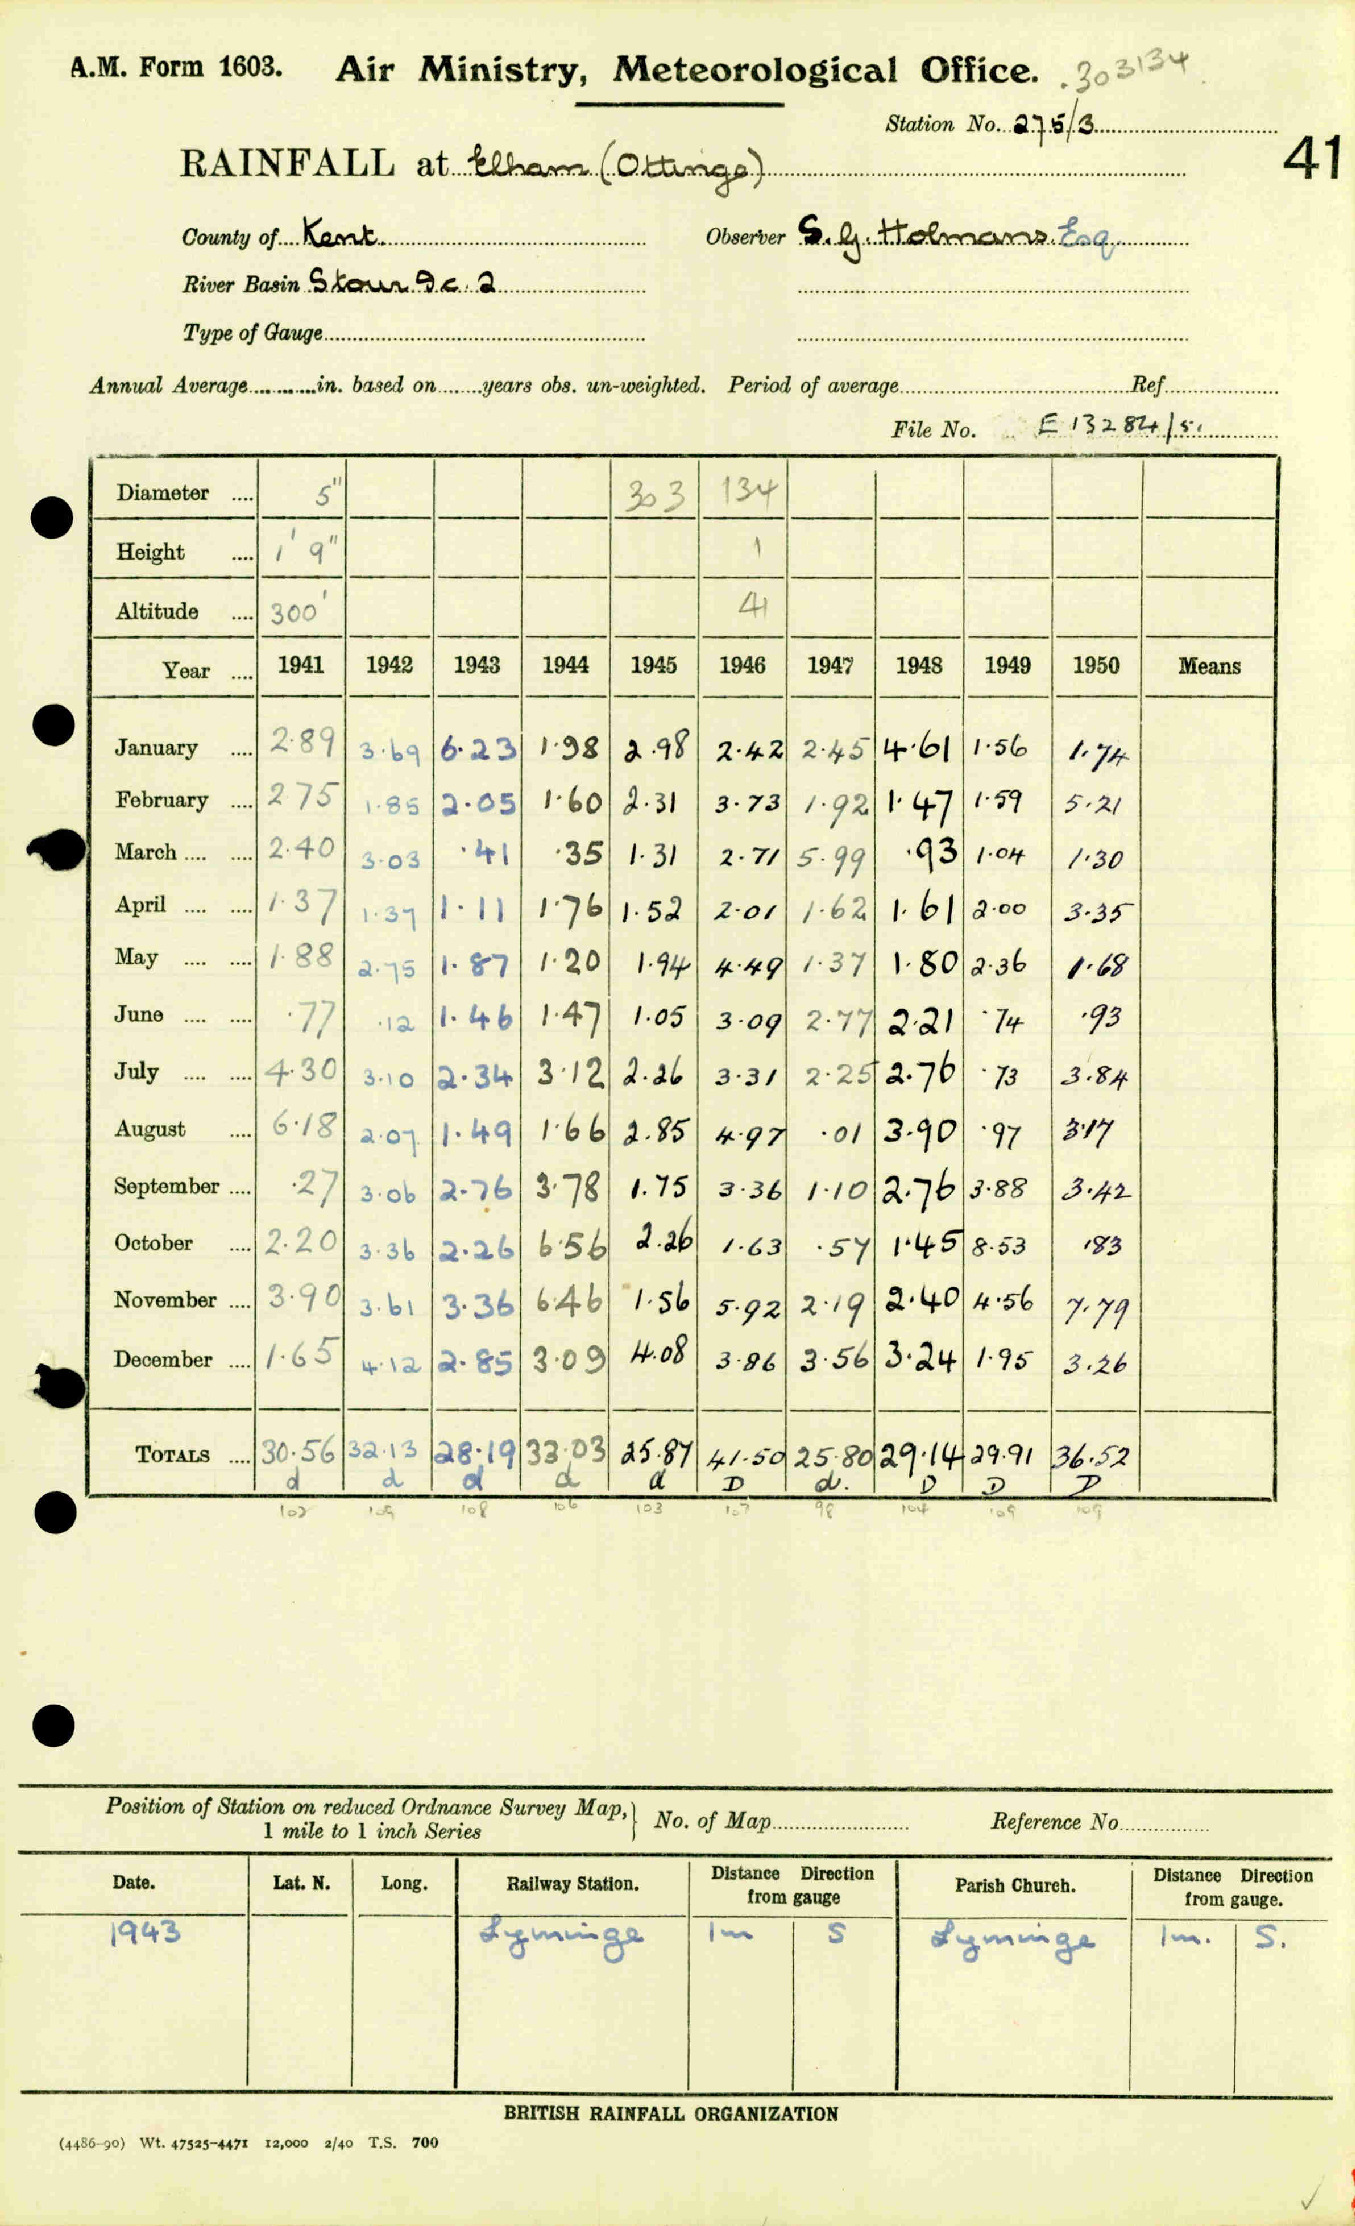 A.M. Form 1603. Air Ministry, Meteorological Office. 303134
Station No. 275/3
41
RAINFALL at Elham (Ottinge)
County of Kent Observer S. G. Holmans Esq
River Basin Stour 9c.2
Type of Gauge
Annual Average in. based on years obs. un-weighted. Period of average Ref.
File No. E 13284/51
Diameter 5" 303 134
Height 1' 9" 1
Altitude 300' 41
Year 1941 1942 1943 1944 1945 1946 1947 1948 1949 1950 Means
January 2.89 3.69 6.23 1.98 2.98 2.42 2.45 4.61 1.56 1.74
February 2.75 1.85 2.05 1.60 2.31 3.73 1.92 1.47 1.59 5.21
March 2.40 3.03 .41 .35 1.31 2.71 5.99 .93 1.04 1.30
April 1.37 1.37 1.11 1.76 1.52 2.01 1.62 1.61 2.00 3.35
May 1.88 2.75 1.87 1.20 1.94 4.49 1.37 1.80 2.36 1.68
June .77 .12 1.46 1.47 1.05 3.09 2.77 2.21 .74 .93
July 4.30 3.10 2.34 3.12 2.26 3.31 2.25 2.76 .73 3.84
August 6.18 2.07 1.49 1.66 2.85 4.97 .01 3.90 .97 3.17
September .27 3.06 2.76 3.78 1.75 3.36 1.10 2.76 3.88 3.42
October 2.20 3.36 2.26 6.56 2.26 1.63 .57 1.45 8.53 .83
November 3.90 3.61 3.36 6.46 1.56 5.92 2.19 2.40 4.56 7.79
December 1.65 4.12 2.85 3.09 4.08 3.86 3.56 3.24 1.95 3.26
TOTALS 30.56 32.13 28.19 33.03 25.87 41.50 25.80 29.14 29.91 36.52
d d d d d D d. D D D
102 109 108 106 103 107 98 104 109 109
Position of Station on reduced Ordnance Survey Map, No. of Map Reference No.
1 mile to 1 inch Series
Date. Lat. N. Long. Railway Station. Distance Direction from gauge Parish Church. Distance Direction from gauge.
1943 Lyminge 1m S Lyminge 1m. S.
BRITISH RAINFALL ORGANIZATION
(4486-90) Wt. 47525-4471 12,000 2/40 T.S. 700